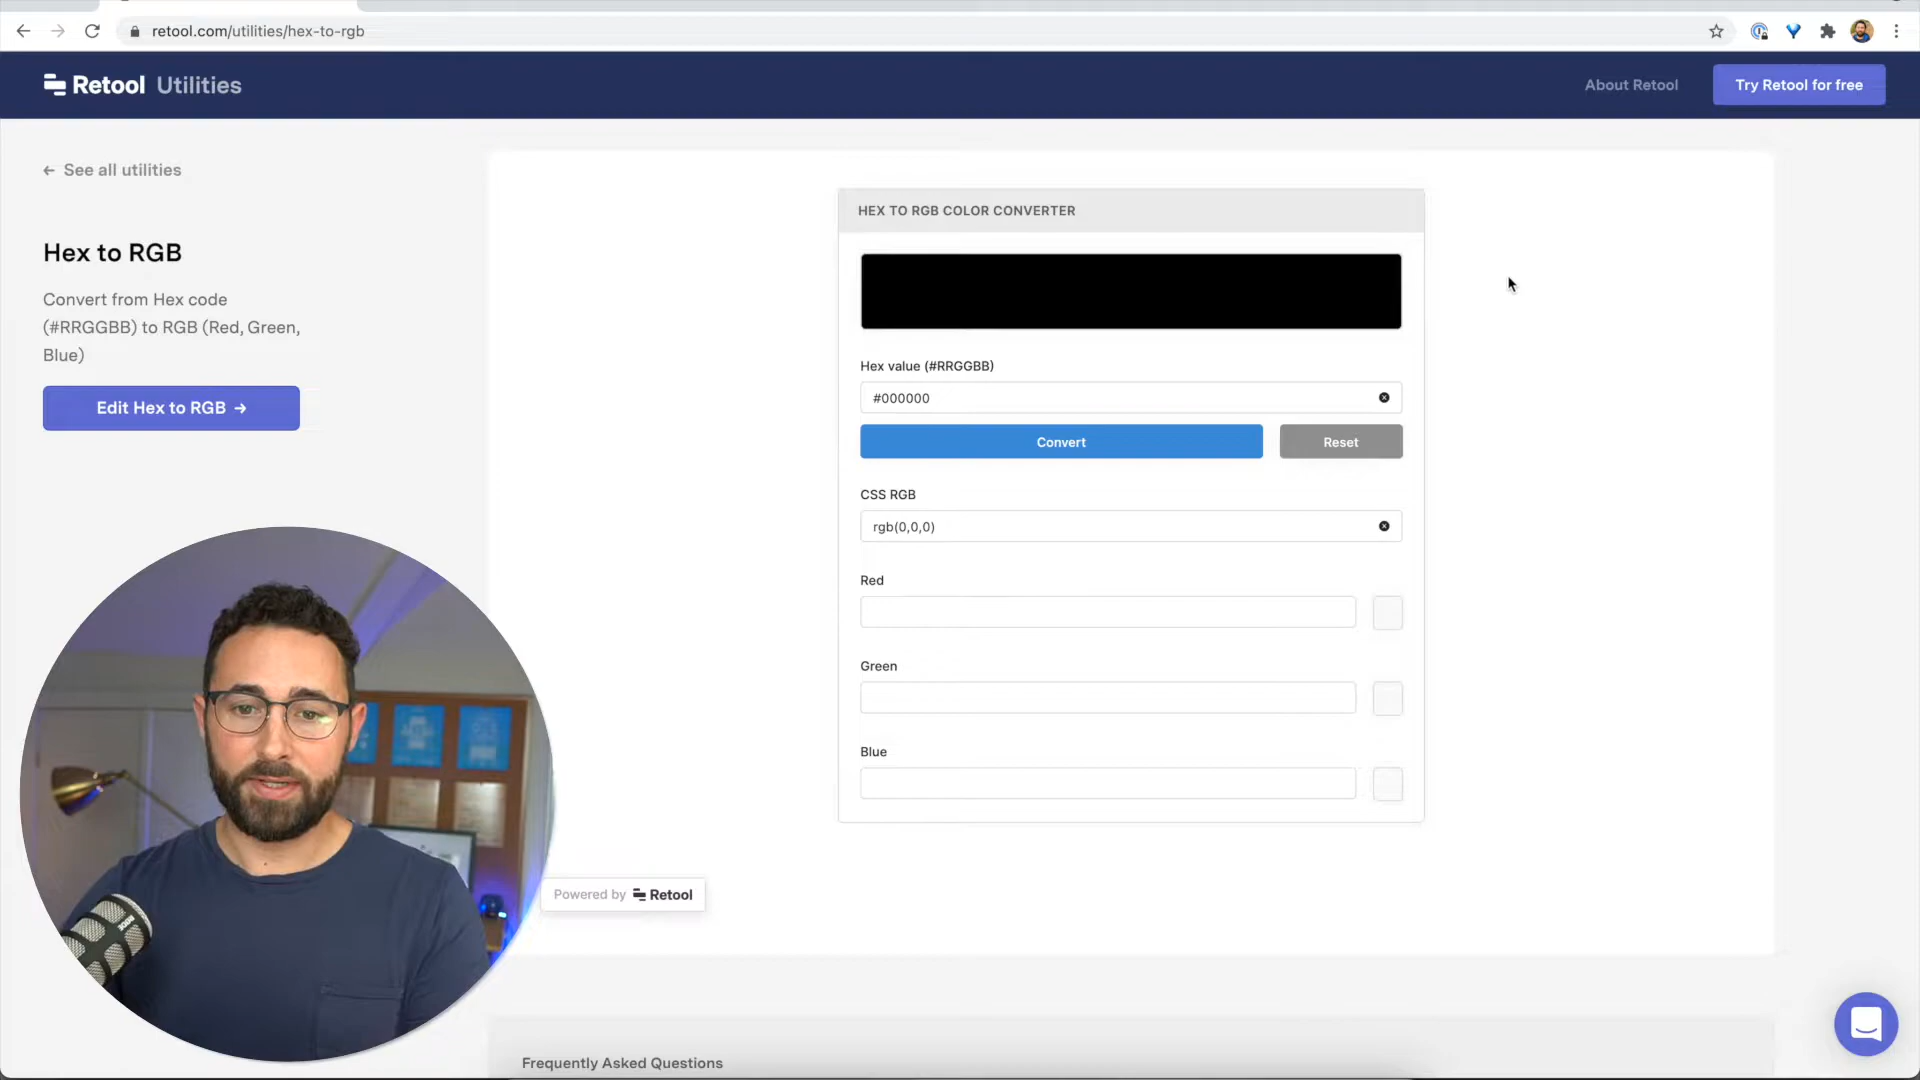 retool.com/utilities/hex-to-rgb
Retool Utilities
About Retool
Try Retool for free
← See all utilities
Hex to RGB
Convert from Hex code
(#RRGGBB) to RGB (Red, Green,
Blue)
Edit Hex to RGB →
HEX TO RGB COLOR CONVERTER
Hex value (#RRGGBB)
#000000
Convert
Reset
CSS RGB
rgb(0,0,0)
Red
Green
Blue
Powered by Retool
Frequently Asked Questions